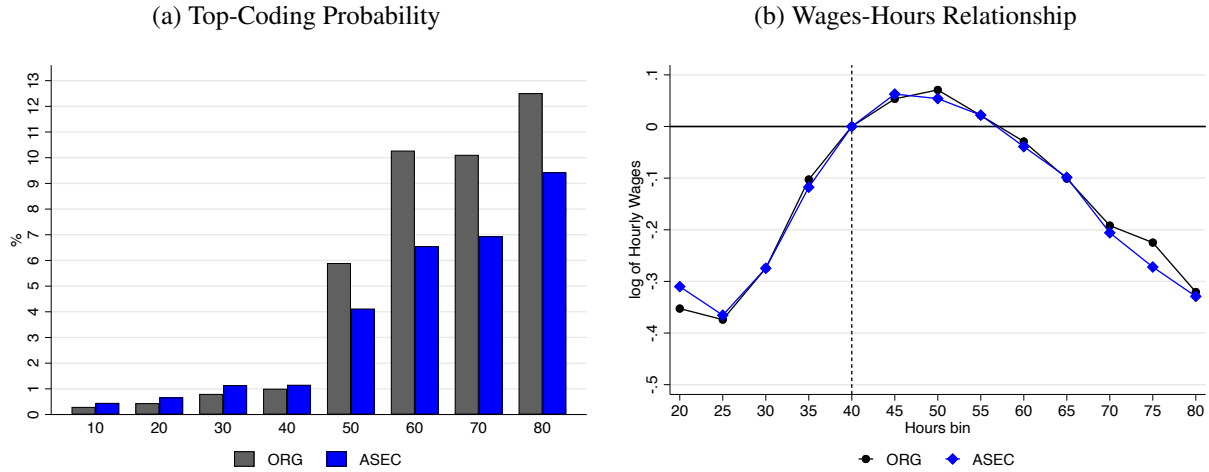 (a) Top-Coding Probability
%
13
12
11
10
9
8
7
6
5
4
3
2
1
0
10 20 30 40 50 60 70 80
ORG ASEC
(b) Wages-Hours Relationship
log of Hourly Wages
.1
0
-.1
-.2
-.3
-.4
-.5
20 25 30 35 40 45 50 55 60 65 70 75 80
Hours bin
ORG ASEC